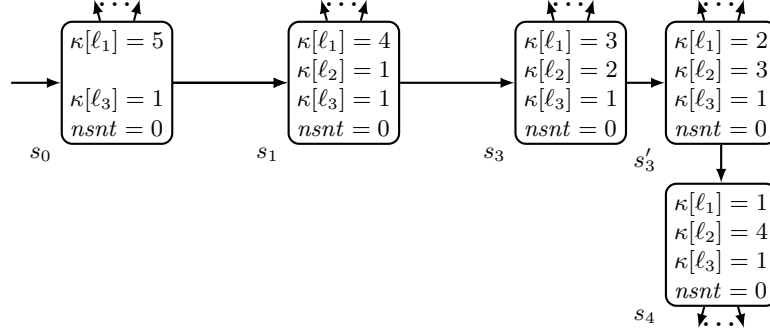 ... ... ... ...
κ[ℓ₁] = 5
κ[ℓ₃] = 1
nsnt = 0
s₀
κ[ℓ₁] = 4
κ[ℓ₂] = 1
κ[ℓ₃] = 1
nsnt = 0
s₁
κ[ℓ₁] = 3
κ[ℓ₂] = 2
κ[ℓ₃] = 1
nsnt = 0
s₃
κ[ℓ₁] = 2
κ[ℓ₂] = 3
κ[ℓ₃] = 1
nsnt = 0
s₃′
κ[ℓ₁] = 1
κ[ℓ₂] = 4
κ[ℓ₃] = 1
nsnt = 0
s₄
...